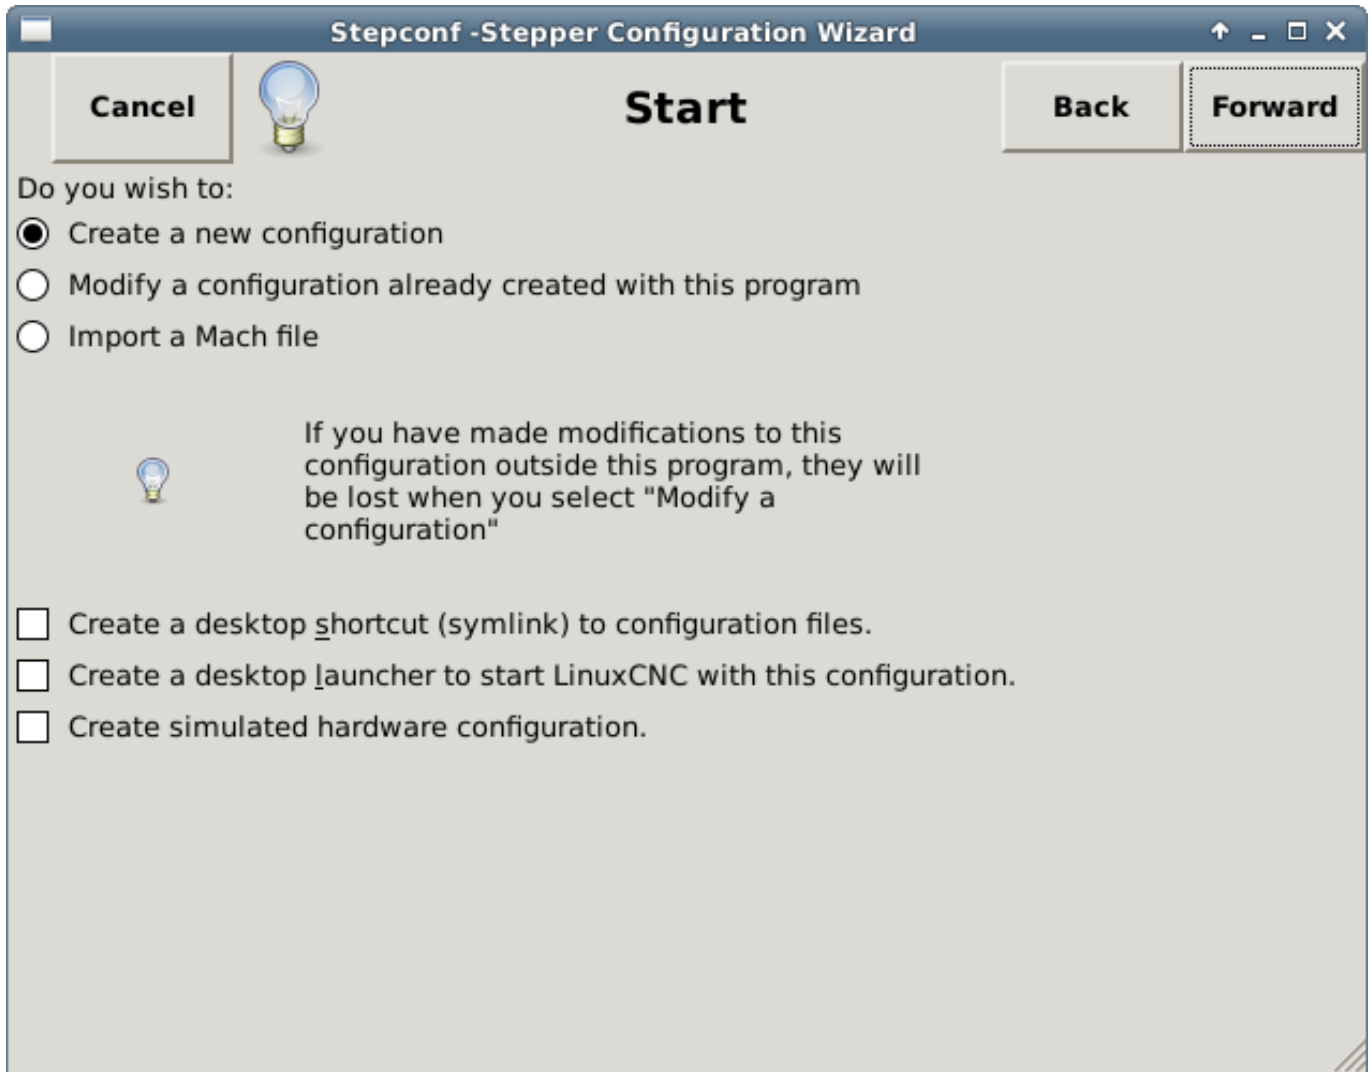 Stepconf -Stepper Configuration Wizard
Cancel
Start
Back
Forward
Do you wish to:
Create a new configuration
Modify a configuration already created with this program
Import a Mach file
If you have made modifications to this
configuration outside this program, they will
be lost when you select "Modify a
configuration"
Create a desktop shortcut (symlink) to configuration files.
Create a desktop launcher to start LinuxCNC with this configuration.
Create simulated hardware configuration.